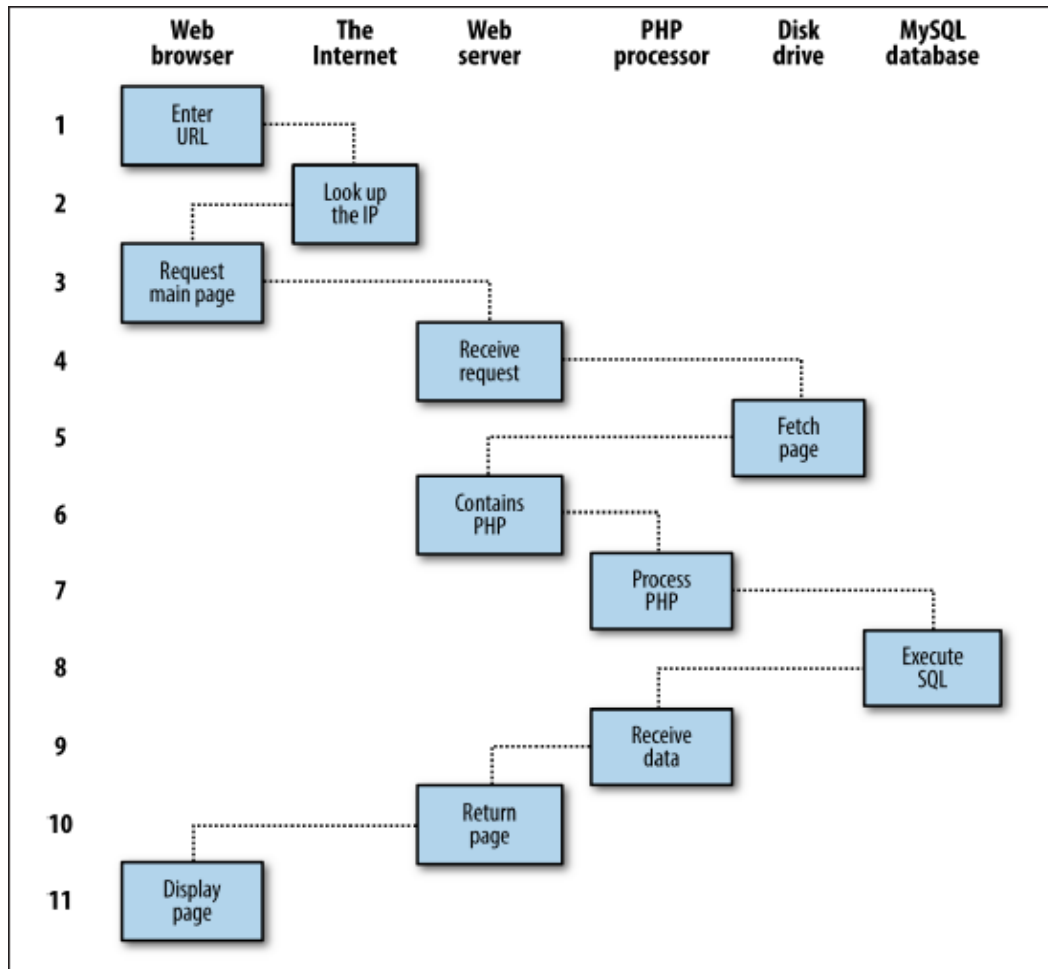 Web
browser
The
Internet
Web
server
PHP
processor
Disk
drive
MySQL
database
1
Enter
URL
2
Look up
the IP
3
Request
main page
4
Receive
request
5
Fetch
page
6
Contains
PHP
7
Process
PHP
8
Execute
SQL
9
Receive
data
10
Return
page
11
Display
page